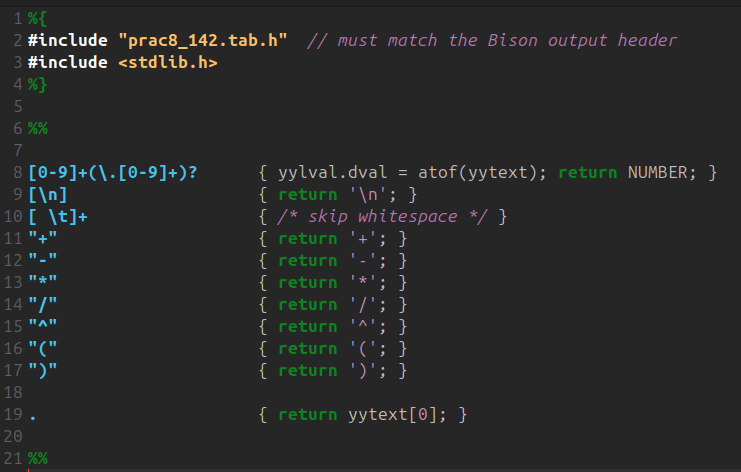 1 %{
2 #include "prac8_142.tab.h"  // must match the Bison output header
3 #include <stdlib.h>
4 %}
5
6 %%
7
8 [0-9]+(\.[0-9]+)?      { yylval.dval = atof(yytext); return NUMBER; }
9 [\n]                   { return '\n'; }
10 [ \t]+                 { /* skip whitespace */ }
11 "+"                    { return '+'; }
12 "-"                    { return '-'; }
13 "*"                    { return '*'; }
14 "/"                    { return '/'; }
15 "^"                    { return '^'; }
16 "("                    { return '('; }
17 ")"                    { return ')'; }
18
19 .                      { return yytext[0]; }
20
21 %%